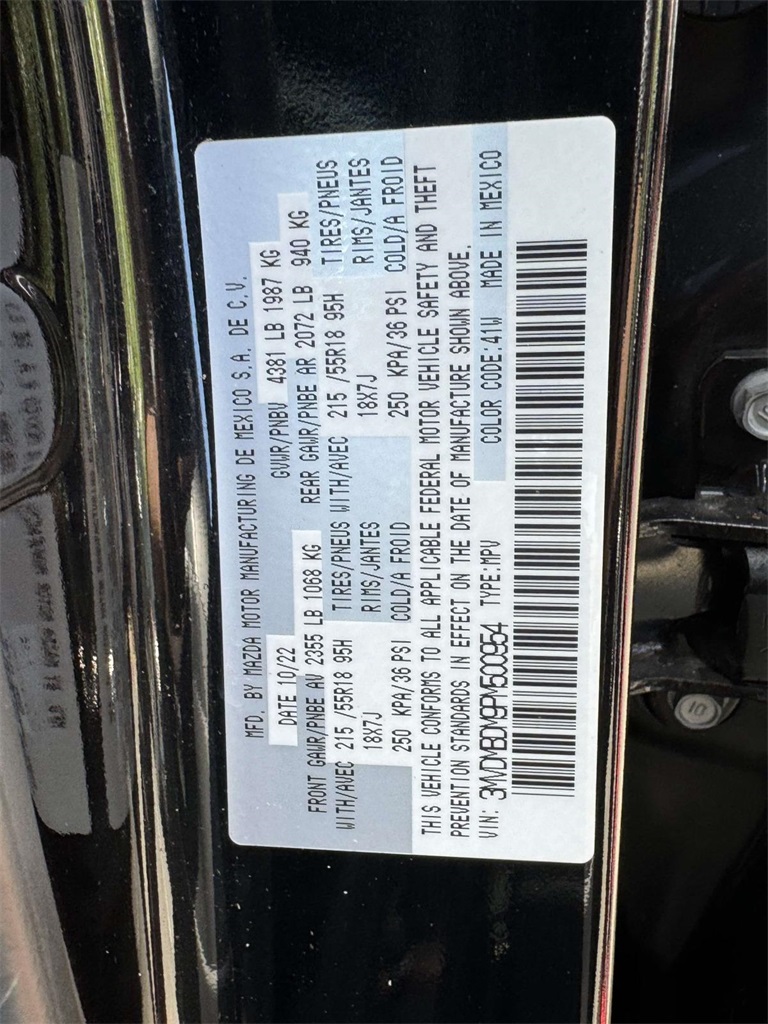 MFD. BY MAZDA MOTOR MANUFACTURING DE MEXICO S.A. DE C.V.
DATE 10/22 GVWR/PNBV 4381 LB 1987 KG
FRONT GAWR/PNBE AV 2355 LB 1068 KG REAR GAWR/PNBE AR 2072 LB 940 KG
WITH/AVEC 215 /55R18 95H TIRES/PNEUS WITH/AVEC 215 /55R18 95H TIRES/PNEUS
18X7J RIMS/JANTES 18X7J RIMS/JANTES
250 KPA/36 PSI COLD/A FROID 250 KPA/36 PSI COLD/A FROID
THIS VEHICLE CONFORMS TO ALL APPLICABLE FEDERAL MOTOR VEHICLE SAFETY AND THEFT
PREVENTION STANDARDS IN EFFECT ON THE DATE OF MANUFACTURE SHOWN ABOVE.
VIN: 3MVDMBDM9PM500954 TYPE:MPV COLOR CODE:41W MADE IN MEXICO
10